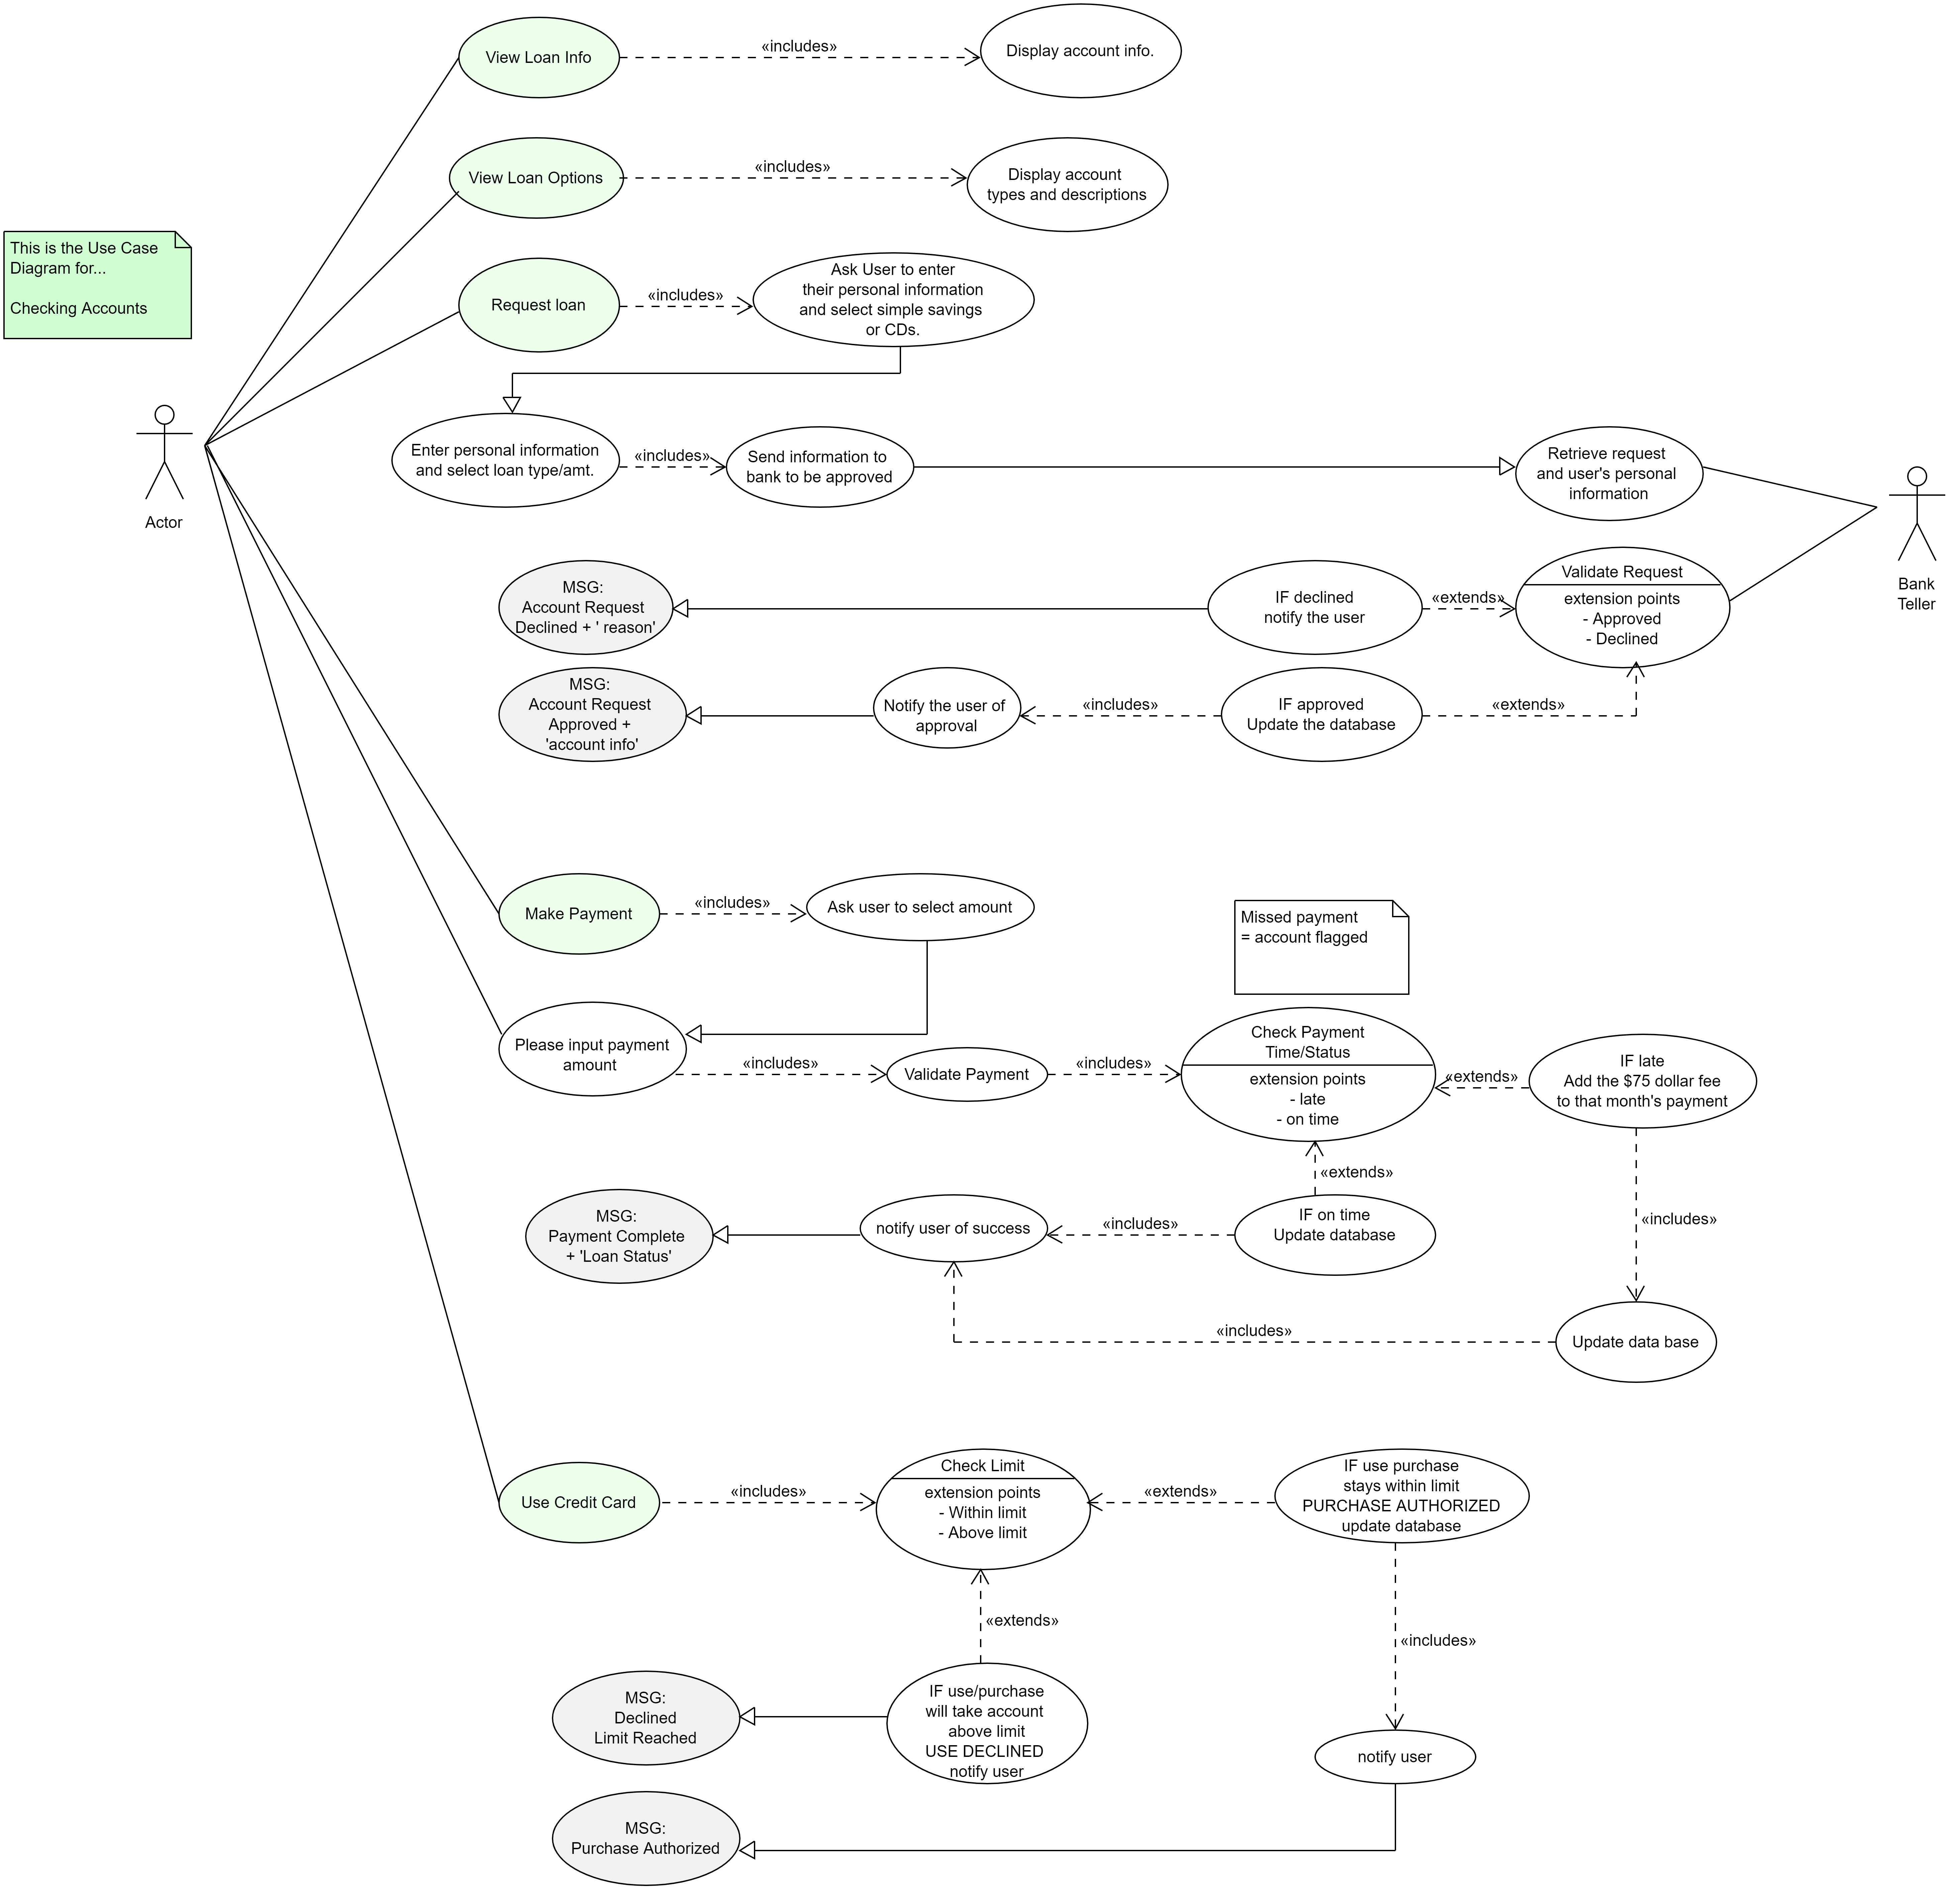 View Loan Info
«includes»
Display account info.
View Loan Options
«includes»
Display account
types and descriptions
This is the Use Case
Diagram for...
Checking Accounts
Request loan
«includes»
Ask User to enter
their personal information
and select simple savings
or CDs.
Actor
Enter personal information
and select loan type/amt.
«includes»
Send information to
bank to be approved
Retrieve request
and user's personal
information
Bank
Teller
MSG:
Account Request
Declined + ' reason'
IF declined
notify the user
«extends»
Validate Request
extension points
- Approved
- Declined
MSG:
Account Request
Approved +
'account info'
Notify the user of
approval
«includes»
IF approved
Update the database
«extends»
Make Payment
«includes»
Ask user to select amount
Missed payment
= account flagged
Please input payment
amount
«includes»
Validate Payment
«includes»
Check Payment
Time/Status
extension points
- late
- on time
«extends»
IF late
Add the $75 dollar fee
to that month's payment
«extends»
MSG:
Payment Complete
+ 'Loan Status'
notify user of success
«includes»
IF on time
Update database
«includes»
«includes»
Update data base
Use Credit Card
«includes»
Check Limit
extension points
- Within limit
- Above limit
«extends»
IF use purchase
stays within limit
PURCHASE AUTHORIZED
update database
«extends»
«includes»
MSG:
Declined
Limit Reached
IF use/purchase
will take account
above limit
USE DECLINED
notify user
notify user
MSG:
Purchase Authorized